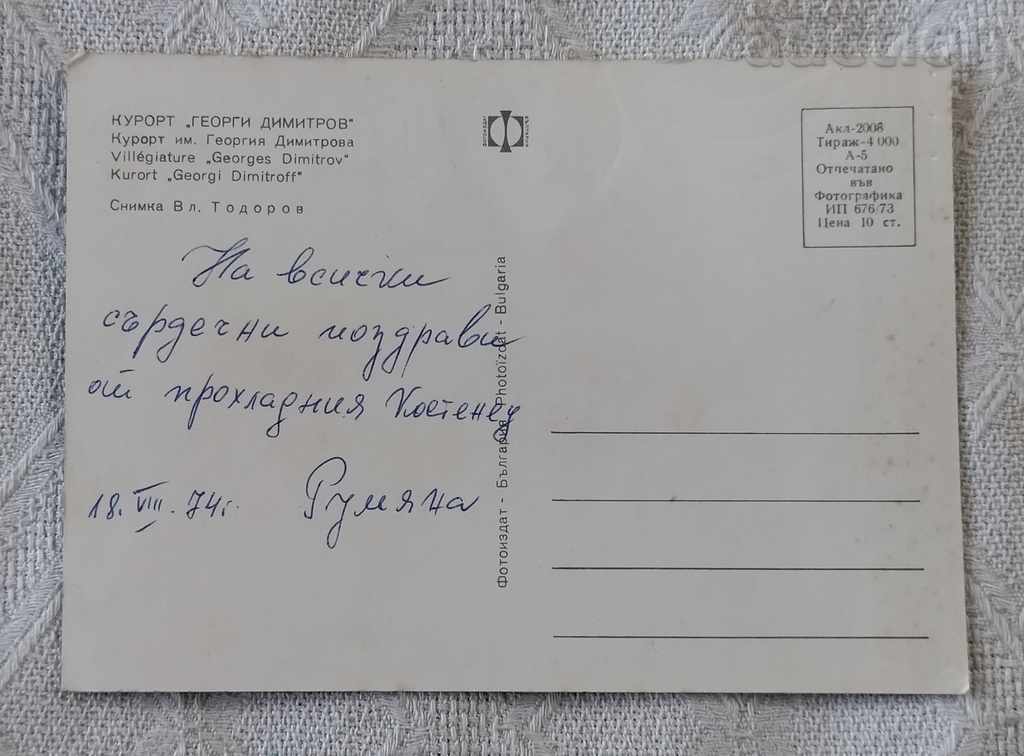 КУРОРТ „ГЕОРГИ ДИМИТРОВ"
Курорт им. Георгия Димитрова
Villégiature „Georges Dimitrov"
Kurort „Georgi Dimitroff"
Снимка Вл. Тодоров
На всички
сърдечни поздрави
от прохладния Костенец
18.VIII.74г. Румяна
Фотоиздат - България Photoizdat - Bulgaria
Акл-2006
Тираж-4 000
А-5
Отпечатано
във
Фотографика
ИП 676/73
Цена 10 ст.